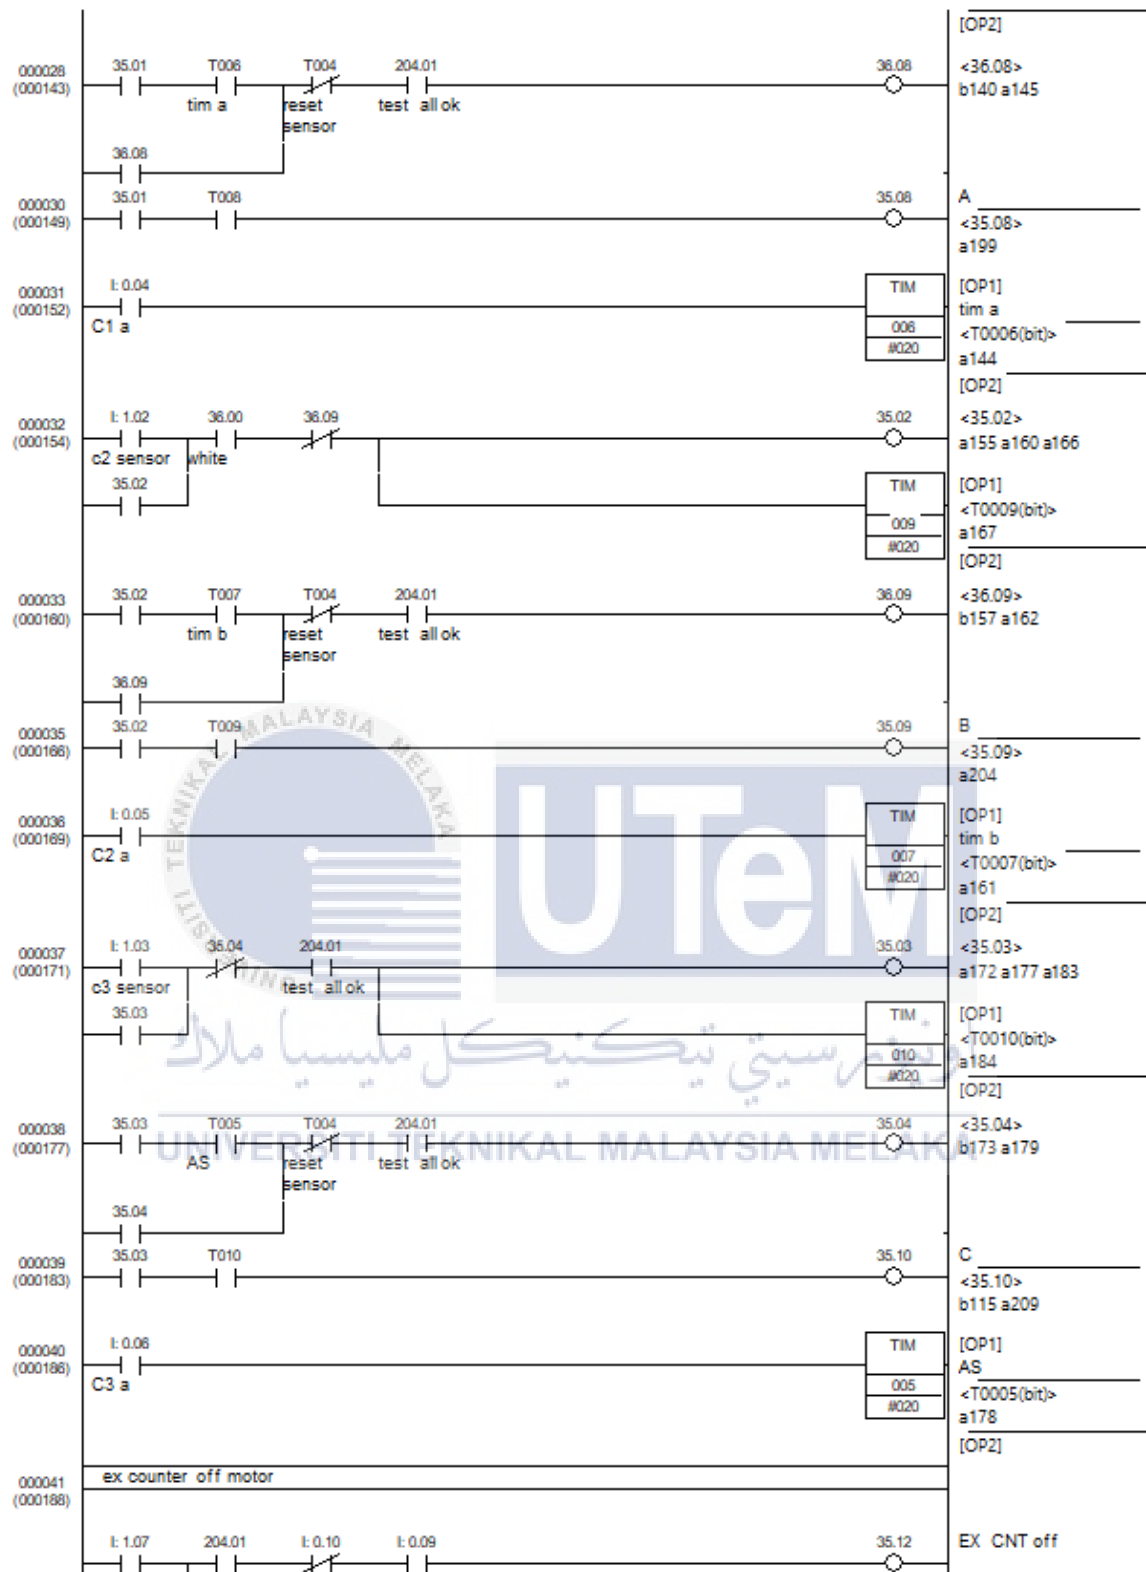 [OP2]
000028
(000143)
35.01 T006 T004 204.01 36.08
tim a reset sensor test all ok
<36.08>
b140 a145
36.08
000030
(000149)
35.01 T008 35.08
A
<35.08>
a199
000031
(000152)
I: 0.04
C1 a
TIM
006
#020
[OP1]
tim a
<T0006(bit)>
a144
[OP2]
000032
(000154)
I: 1.02 36.00 36.09 35.02
c2 sensor white
<35.02>
a155 a160 a166
35.02
TIM
009
#020
[OP1]
<T0009(bit)>
a167
[OP2]
000033
(000160)
35.02 T007 T004 204.01 36.09
tim b reset sensor test all ok
<36.09>
b157 a162
36.09
000035
(000166)
35.02 T009 35.09
B
<35.09>
a204
000036
(000169)
I: 0.05
C2 a
TIM
007
#020
[OP1]
tim b
<T0007(bit)>
a161
[OP2]
000037
(000171)
I: 1.03 35.04 204.01 35.03
c3 sensor test all ok
<35.03>
a172 a177 a183
35.03
TIM
010
#020
[OP1]
<T0010(bit)>
a184
[OP2]
000038
(000177)
35.03 T005 T004 204.01 35.04
AS reset sensor test all ok
<35.04>
b173 a179
35.04
000039
(000183)
35.03 T010 35.10
C
<35.10>
b115 a209
000040
(000186)
I: 0.06
C3 a
TIM
005
#020
[OP1]
AS
<T0005(bit)>
a178
[OP2]
000041
(000188)
ex counter off motor
I: 1.07 204.01 I: 0.10 I: 0.09 35.12
EX CNT off
UTeM
اونيۏرسيتي تيكنيكل مليسيا ملاك
UNIVERSITI TEKNIKAL MALAYSIA MELAKA